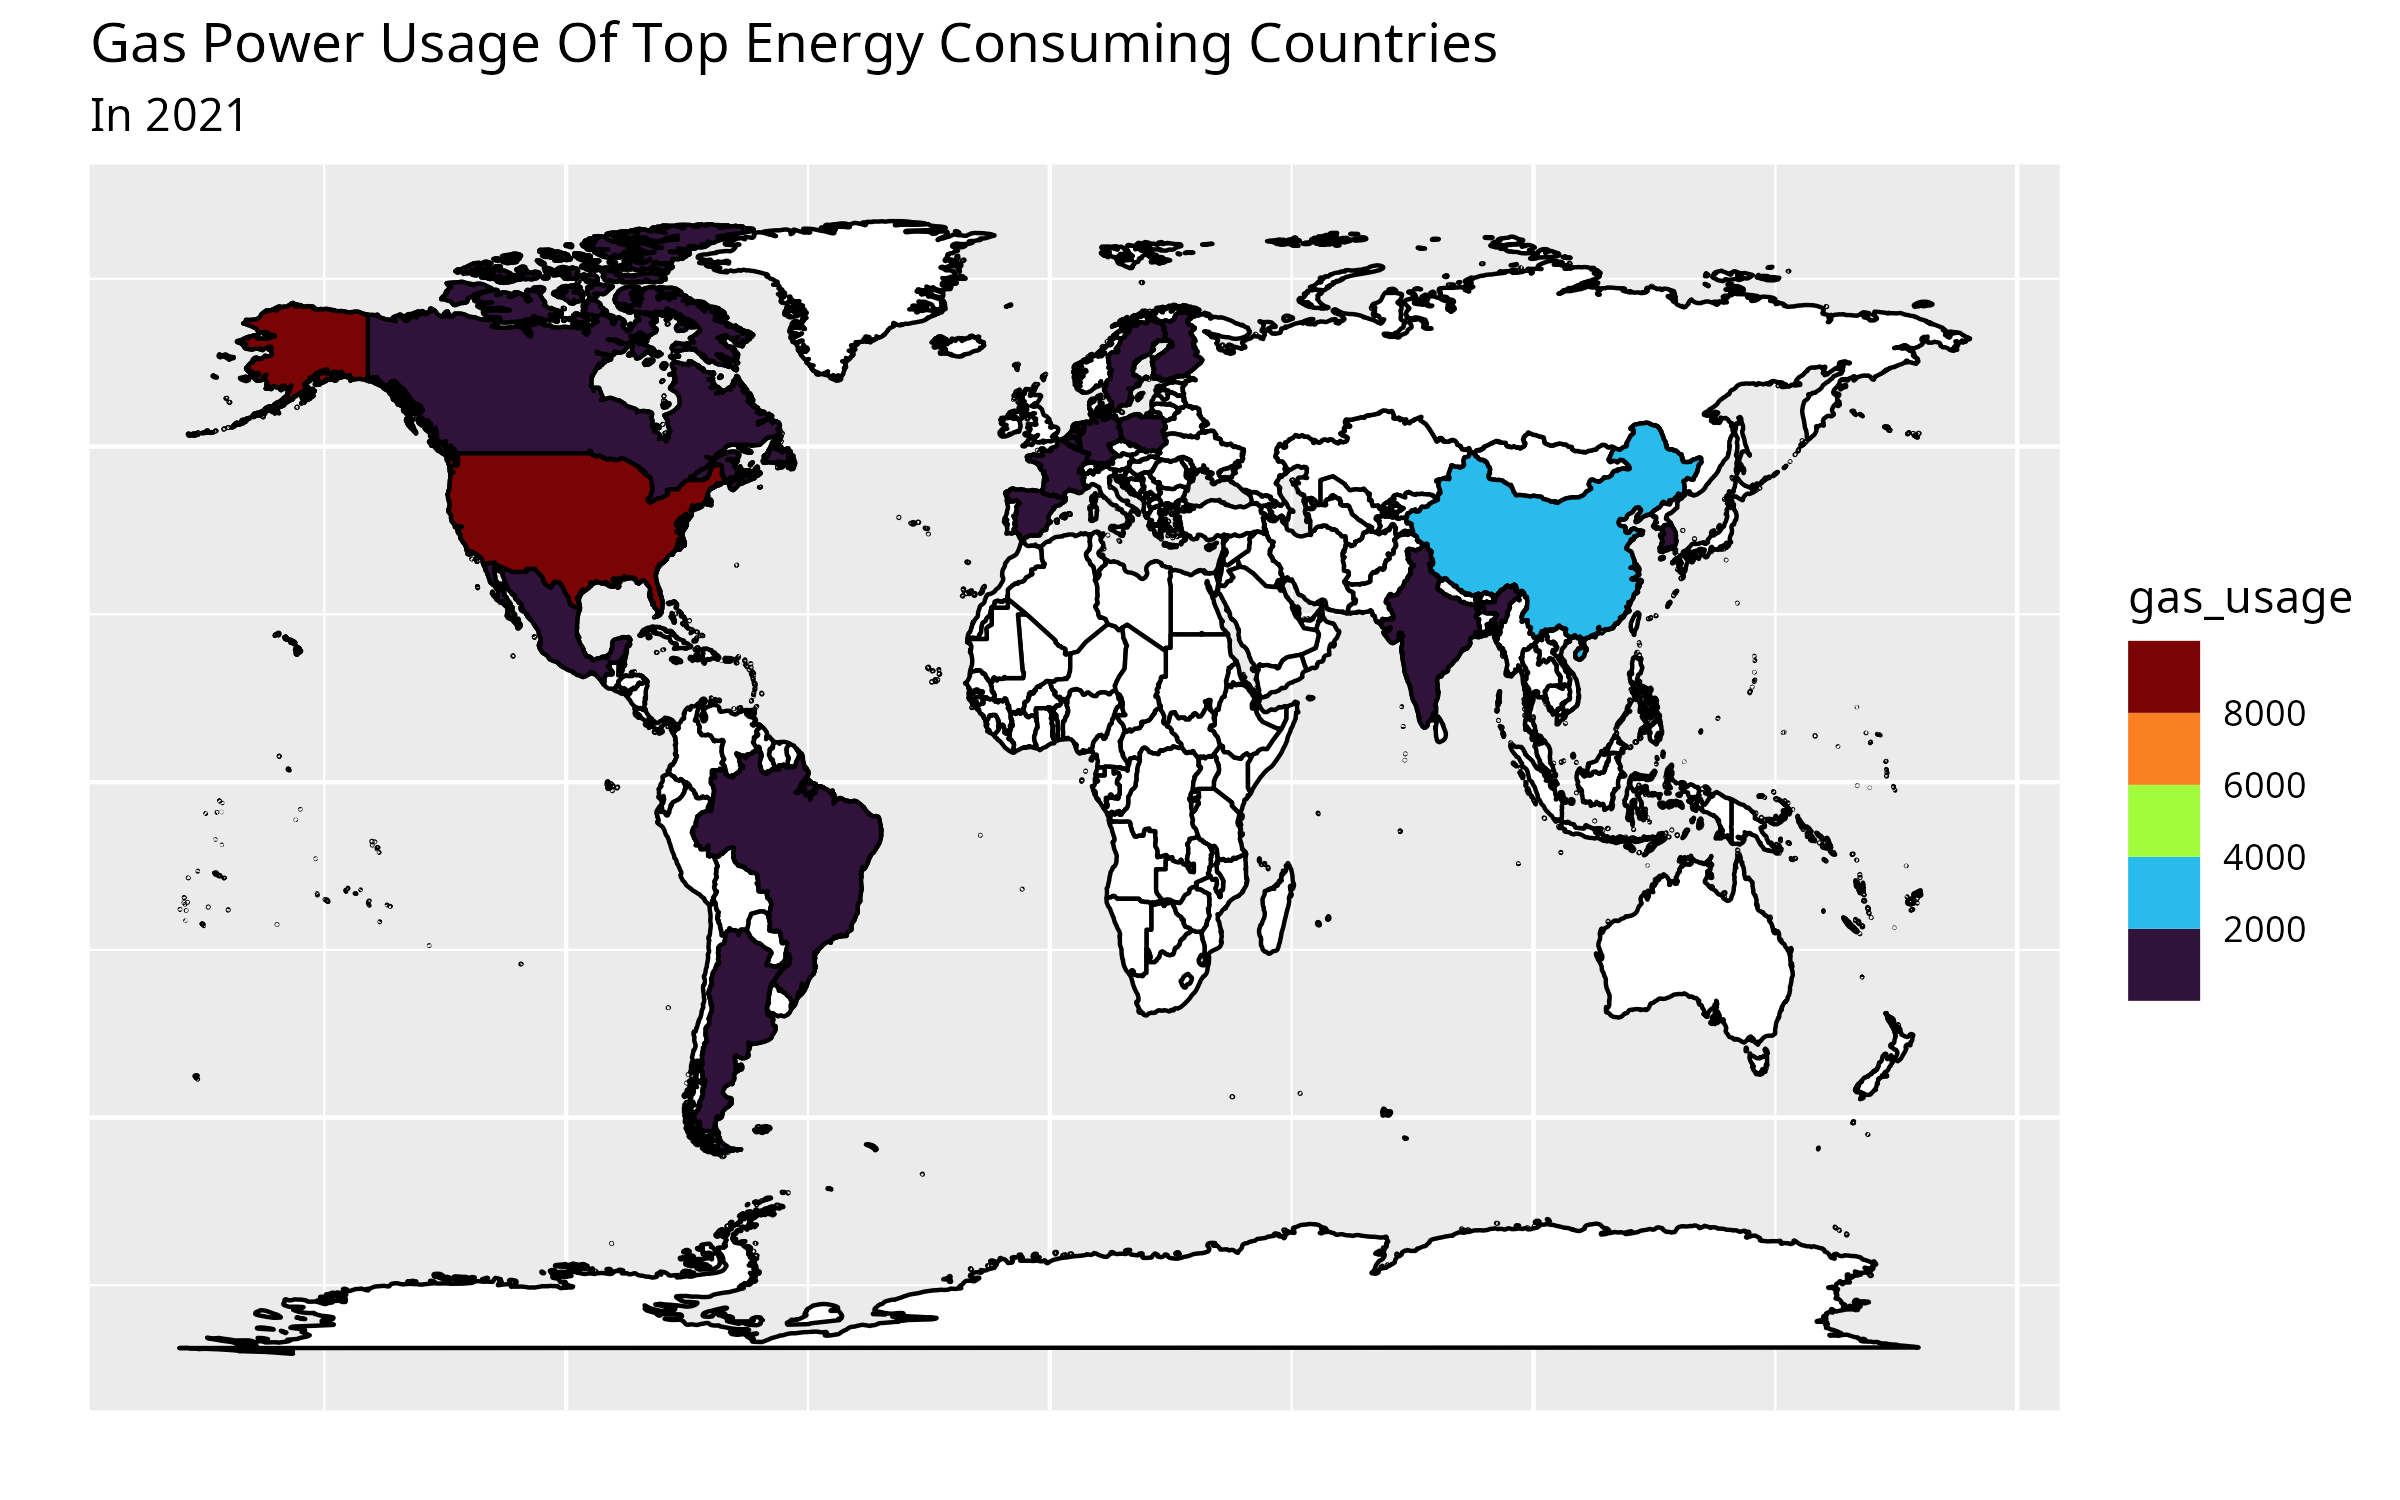 Gas Power Usage Of Top Energy Consuming Countries
In 2021
gas_usage
8000
6000
4000
2000